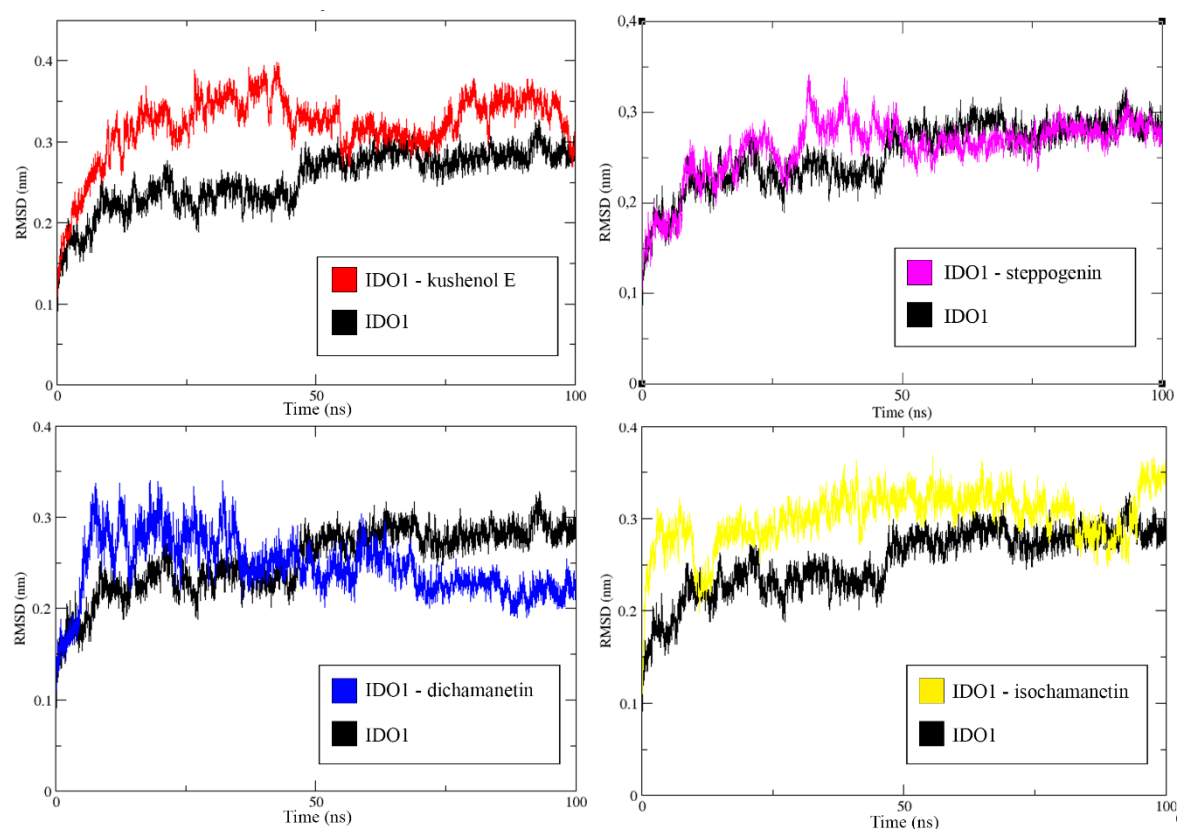 0.4
0.3
0.2
0.1
0
RMSD (nm)
IDO1 - kushenol E
IDO1
0 50 100
Time (ns)
0,4
0,3
0,2
0,1
0
RMSD (nm)
IDO1 - steppogenin
IDO1
0 50 100
Time (ns)
0.4
0.3
0.2
0.1
0
RMSD (nm)
IDO1 - dichamanetin
IDO1
0 50 100
Time (ns)
0.4
0.3
0.2
0.1
0
RMSD (nm)
IDO1 - isochamanetin
IDO1
0 50 100
Time (ns)